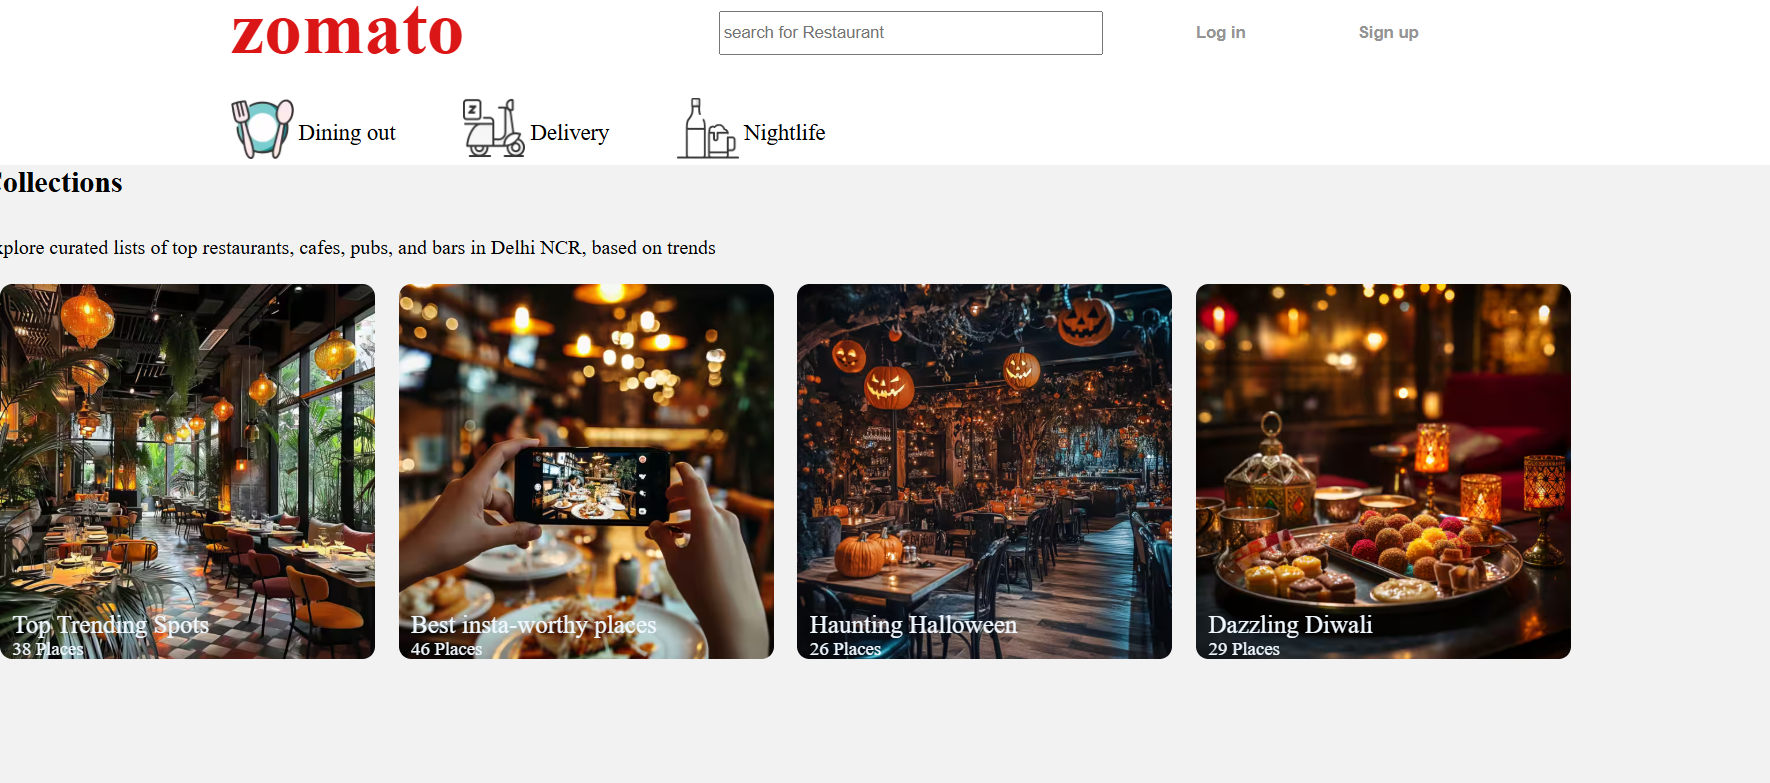 zomato
search for Restaurant
Log in
Sign up
Z
Dining out
Delivery
Nightlife
ollections
plore curated lists of top restaurants, cafes, pubs, and bars in Delhi NCR, based on trends
Top Trending Spots
38 Places
Best insta-worthy places
46 Places
Haunting Halloween
26 Places
Dazzling Diwali
29 Places